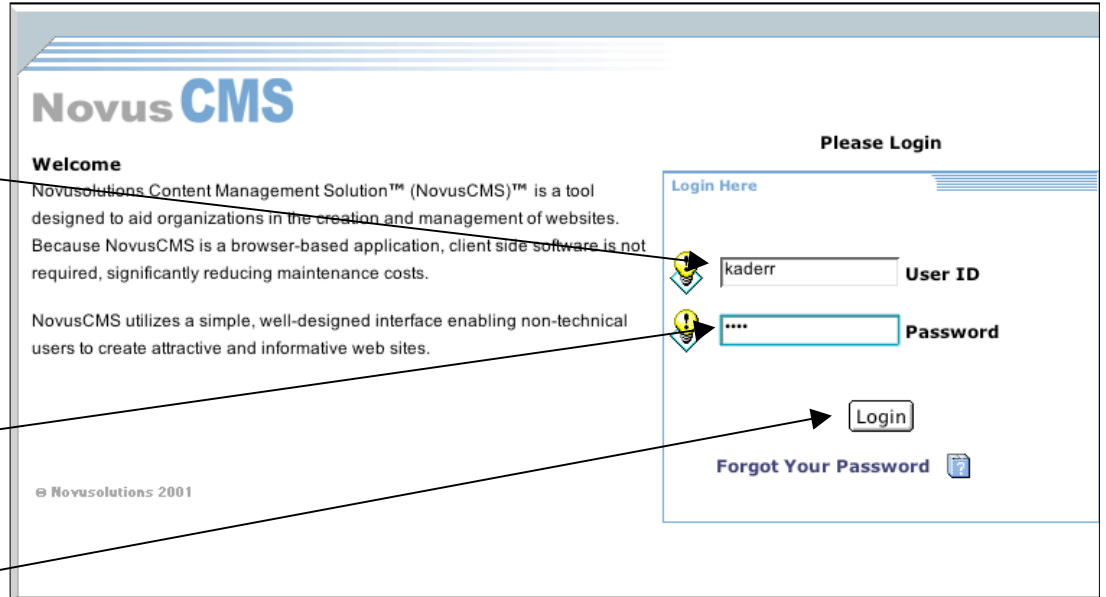 Novus CMS
Welcome
Novusolutions Content Management Solution™ (NovusCMS)™ is a tool
designed to aid organizations in the creation and management of websites.
Because NovusCMS is a browser-based application, client side software is not
required, significantly reducing maintenance costs.
NovusCMS utilizes a simple, well-designed interface enabling non-technical
users to create attractive and informative web sites.
© Novusolutions 2001
Please Login
Login Here
kaderr User ID
•••• Password
Login
Forgot Your Password ?